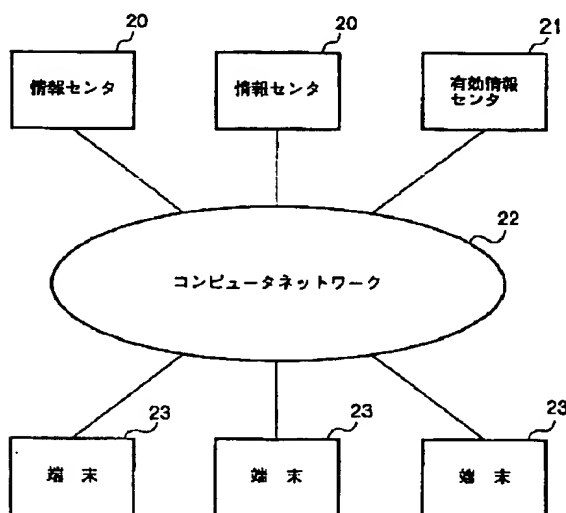 20
20
21
情報センタ
情報センタ
有効情報
センタ
22
コンピュータネットワーク
23
23
23
端 末
端 末
端 末